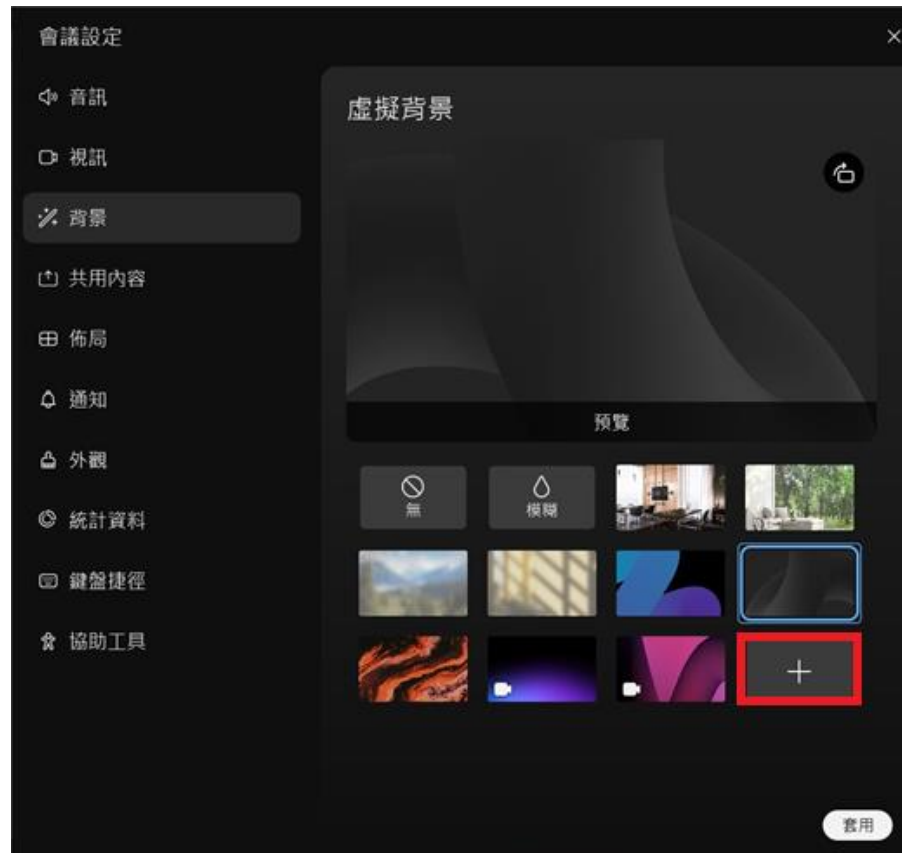 會議設定
音訊
視訊
背景
共用內容
佈局
通知
外觀
統計資料
鍵盤捷徑
協助工具
虛擬背景
預覽
無
模糊
套用